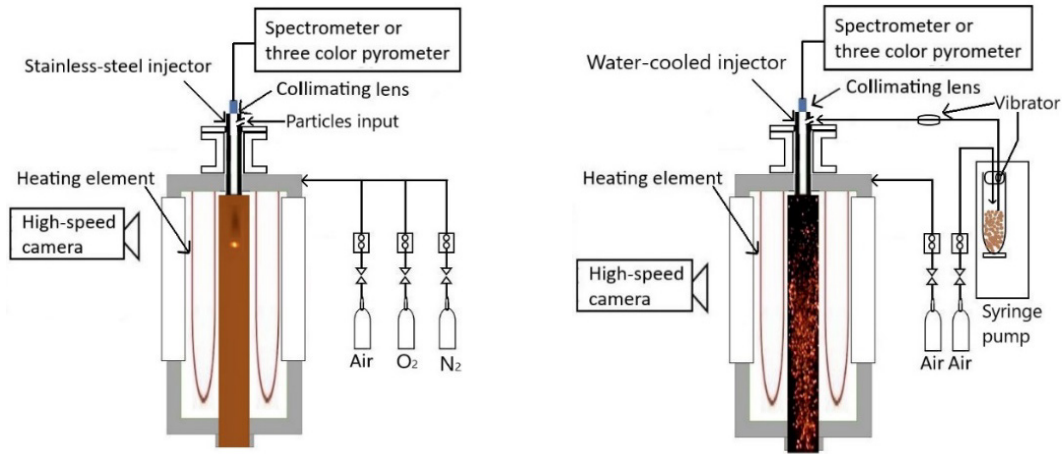 Spectrometer or
three color pyrometer
Stainless-steel injector
Collimating lens
Particles input
Heating element
High-speed
camera
Air
O2
N2
Spectrometer or
three color pyrometer
Water-cooled injector
Collimating lens
Vibrator
Heating element
High-speed
camera
Syringe
pump
Air
Air